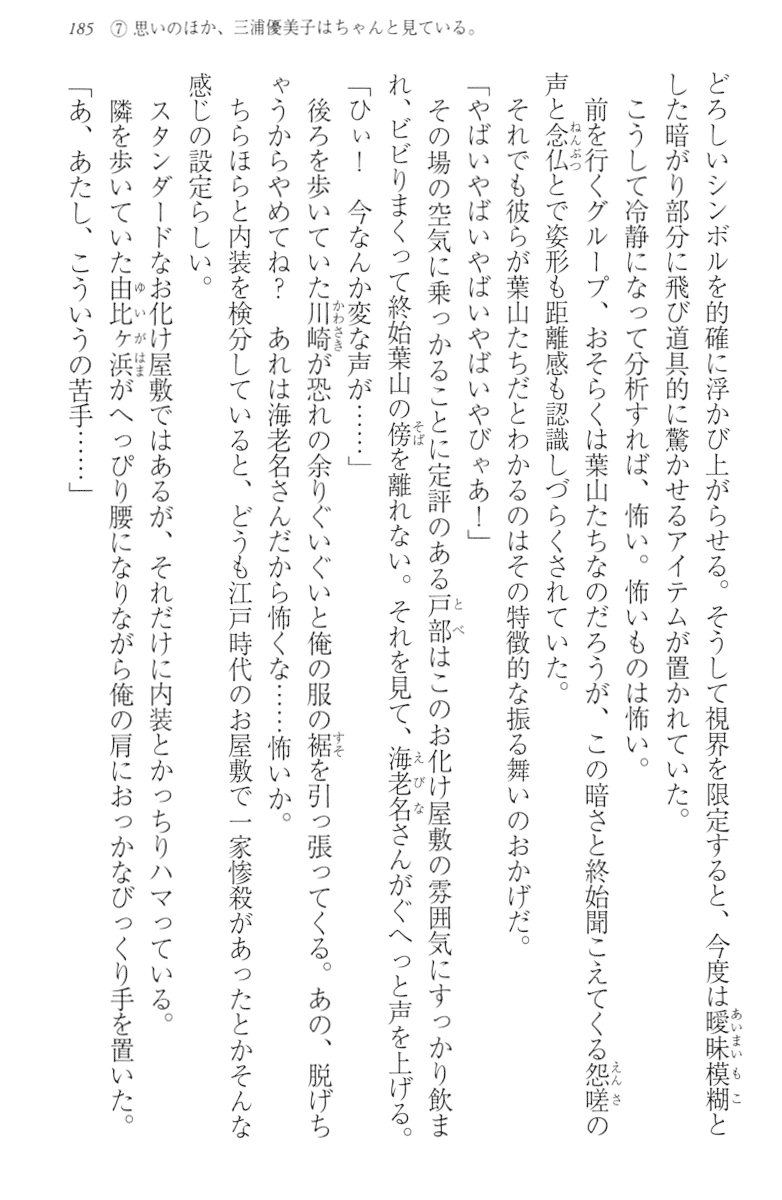 185 ⑦ 思いのほか、三浦優美子はちゃんと見ている。
どろしいシンボルを的確に浮かび上がらせる。そうして視界を限定すると、今度は曖昧模糊と
した暗がり部分に飛び道具的に驚かせるアイテムが置かれていた。
こうして冷静になって分析すれば、怖い。怖いものは怖い。
前を行くグループ、おそらくは葉山たちなのだろうが、この暗さと終始聞こえてくる怨嗟の
声と念仏とで姿形も距離感も認識しづらくされていた。
それでも彼らが葉山たちだとわかるのはその特徴的な振る舞いのおかげだ。
「やばいやばいやばいやばいやびゃあ！」
その場の空気に乗っかることに定評のある戸部はこのお化け屋敷の雰囲気にすっかり飲ま
れ、ビビりまくって終始葉山の傍を離れない。それを見て、海老名さんがぐへっと声を上げる。
「ひぃ！　今なんか変な声が……」
後ろを歩いていた川崎が恐れの余りぐいぐいと俺の服の裾を引っ張ってくる。あの、脱げち
ゃうからやめてね？　あれは海老名さんだから怖くな……怖いか。
ちらほらと内装を検分していると、どうも江戸時代のお屋敷で一家惨殺があったとかそんな
感じの設定らしい。
スタンダードなお化け屋敷ではあるが、それだけに内装とかっちりハマっている。
隣を歩いていた由比ヶ浜がへっぴり腰になりながら俺の肩におっかなびっくり手を置いた。
「あ、あたし、こういうの苦手……」